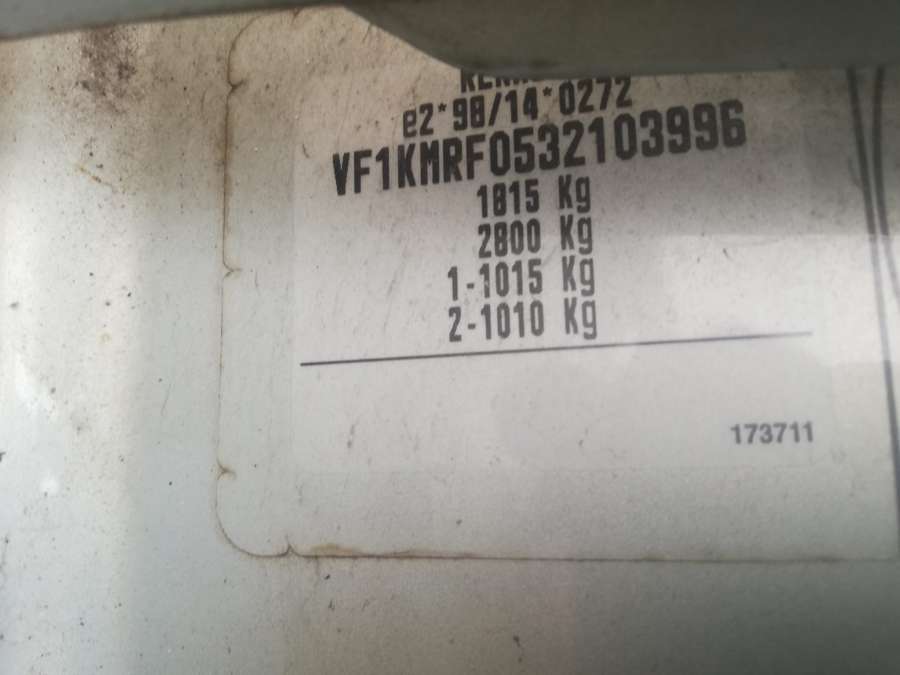 e2*98/14*0272
VF1KMRF0532103996
1815 Kg
2800 Kg
1-1015 Kg
2-1010 Kg
173711